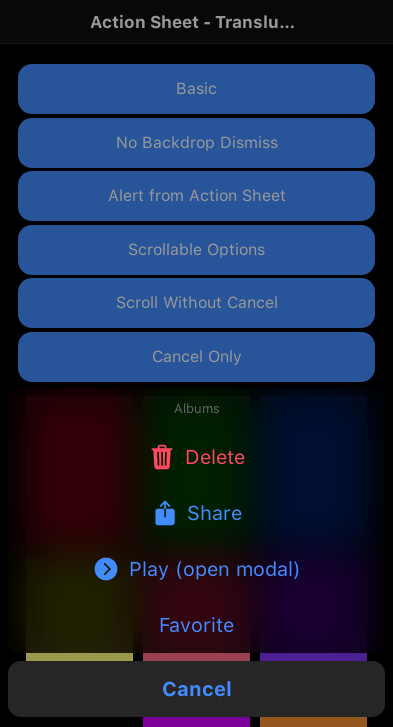 Action Sheet - Translu...
Basic
No Backdrop Dismiss
Alert from Action Sheet
Scrollable Options
Scroll Without Cancel
Cancel Only
Albums
Delete
Share
Play (open modal)
Favorite
Cancel